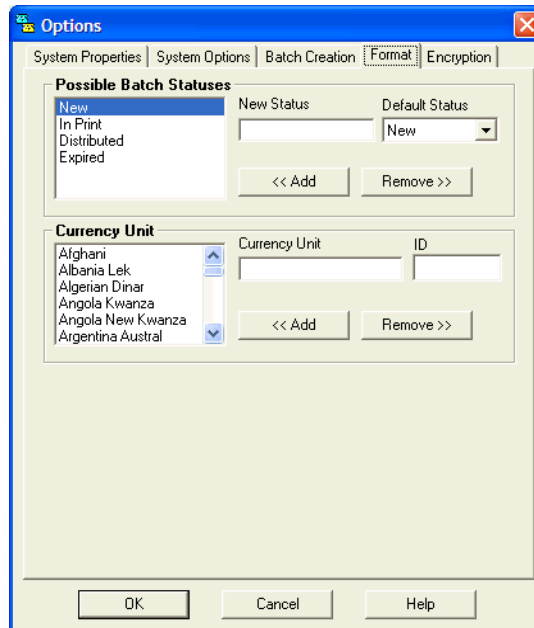 Options
System Properties System Options Batch Creation Format Encryption
Possible Batch Statuses
New
In Print
Distributed
Expired
New Status
Default Status
New
<< Add
Remove >>
Currency Unit
Afghani
Albania Lek
Algerian Dinar
Angola Kwanza
Angola New Kwanza
Argentina Austral
Currency Unit
ID
<< Add
Remove >>
OK
Cancel
Help